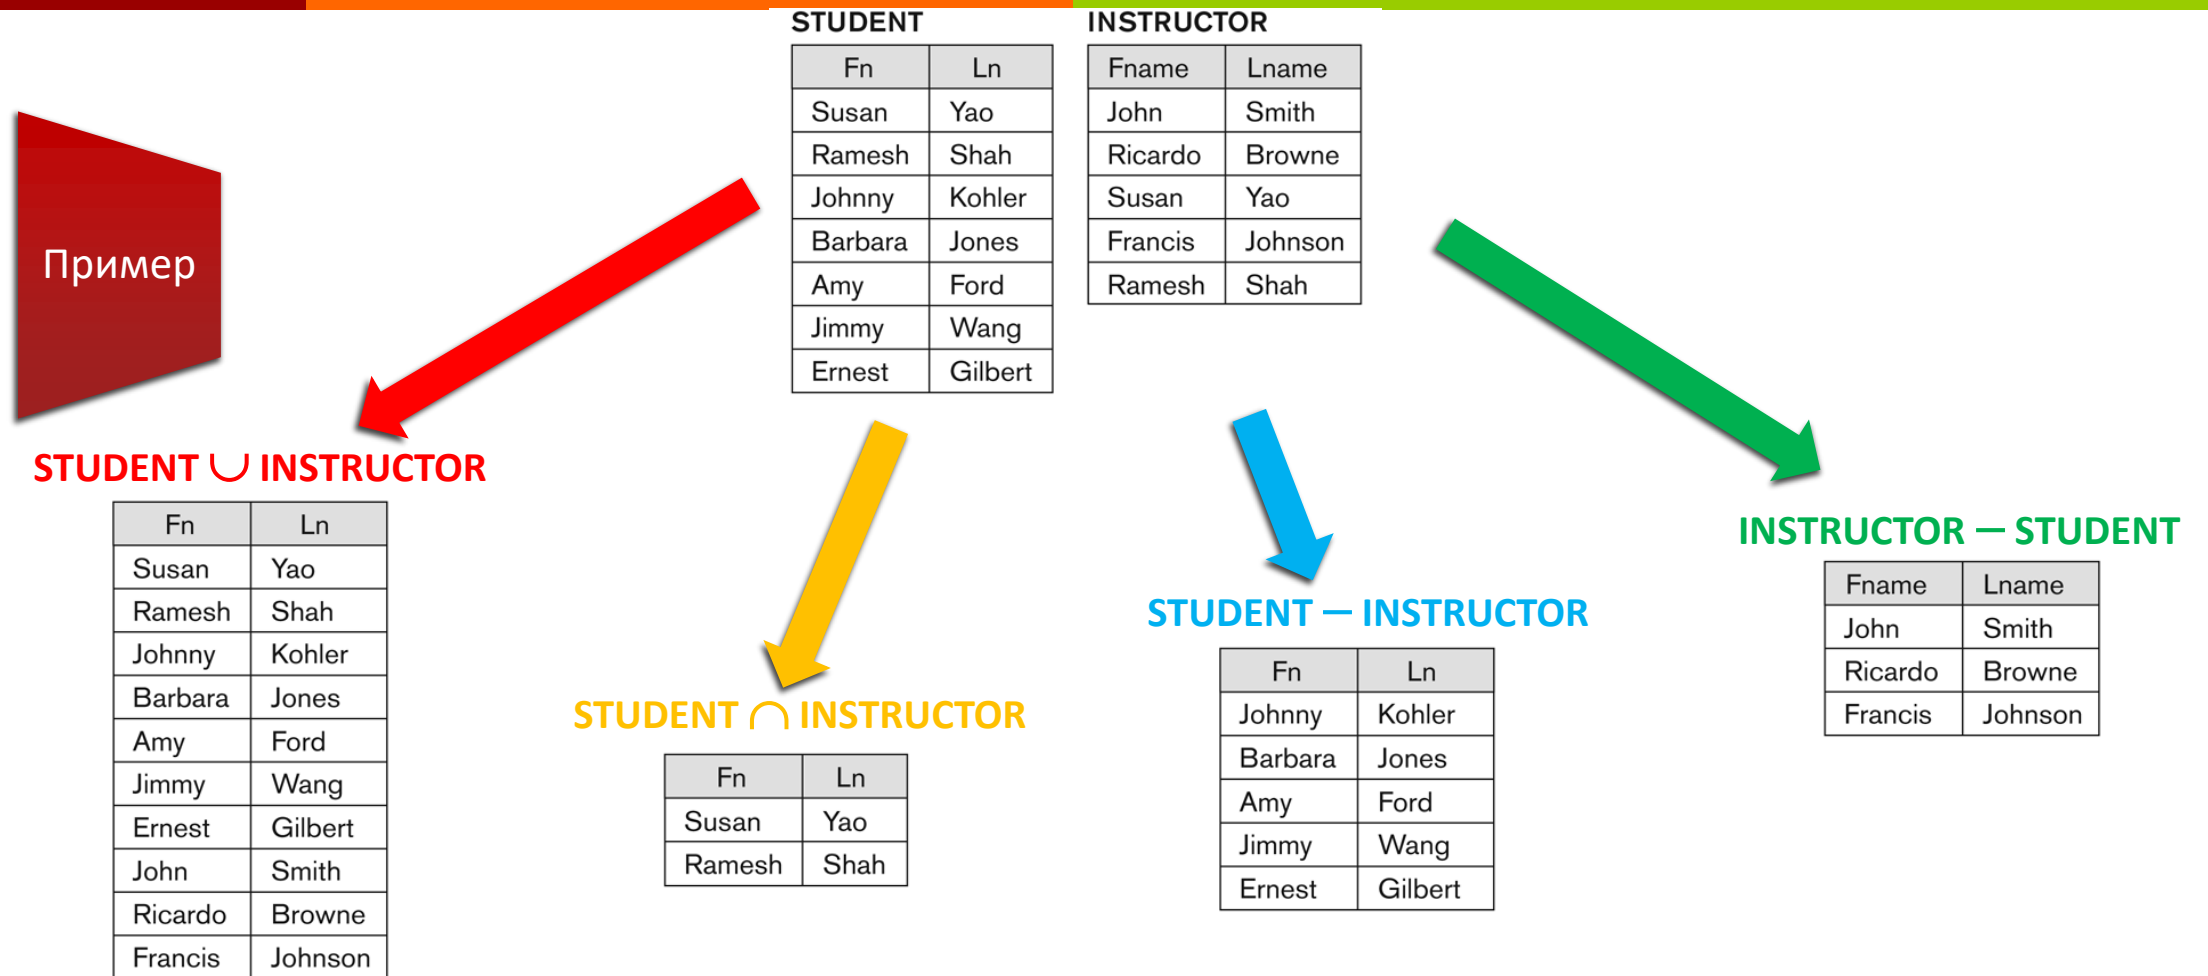 STUDENT
Fn Ln
Susan Yao
Ramesh Shah
Johnny Kohler
Barbara Jones
Amy Ford
Jimmy Wang
Ernest Gilbert
INSTRUCTOR
Fname Lname
John Smith
Ricardo Browne
Susan Yao
Francis Johnson
Ramesh Shah
Пример
STUDENT ∪ INSTRUCTOR
Fn Ln
Susan Yao
Ramesh Shah
Johnny Kohler
Barbara Jones
Amy Ford
Jimmy Wang
Ernest Gilbert
John Smith
Ricardo Browne
Francis Johnson
STUDENT ∩ INSTRUCTOR
Fn Ln
Susan Yao
Ramesh Shah
STUDENT — INSTRUCTOR
Fn Ln
Johnny Kohler
Barbara Jones
Amy Ford
Jimmy Wang
Ernest Gilbert
INSTRUCTOR — STUDENT
Fname Lname
John Smith
Ricardo Browne
Francis Johnson